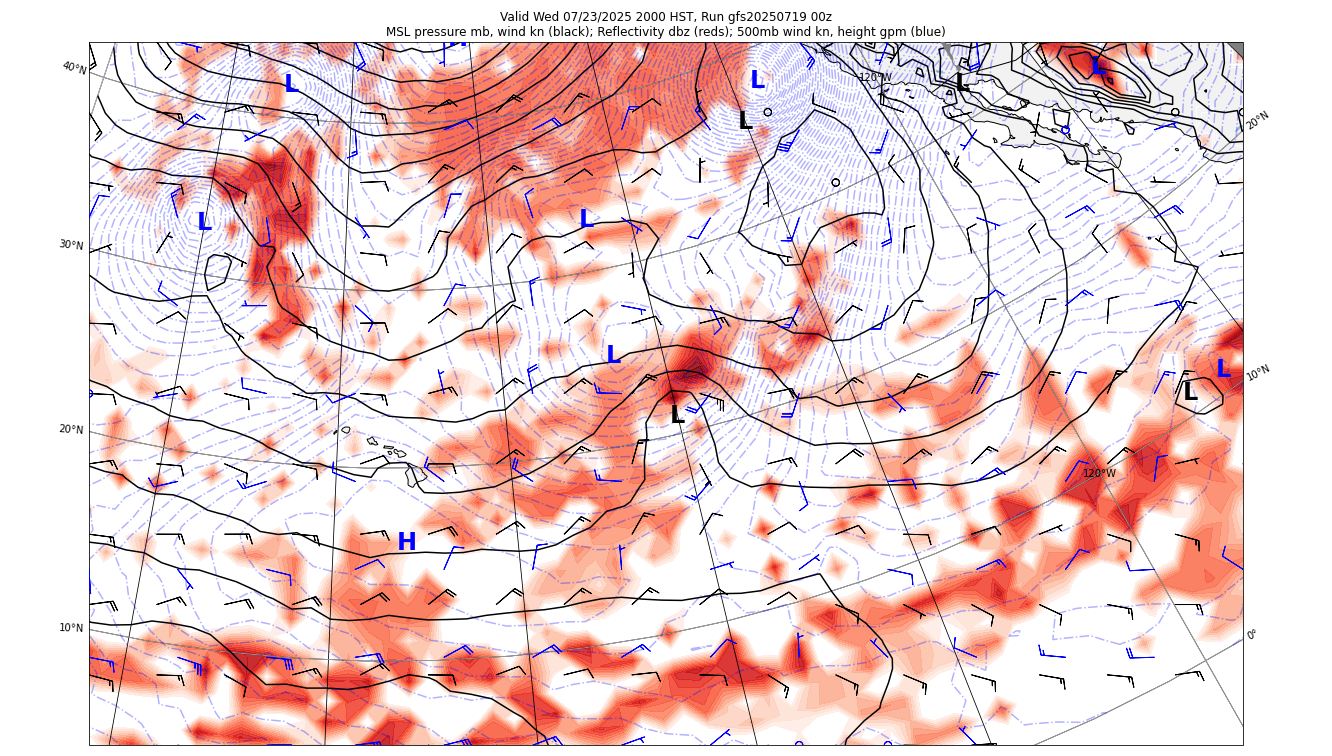 Valid Wed 07/23/2025 2000 HST, Run gfs20250719 00z
MSL pressure mb, wind kn (black); Reflectivity dbz (reds); 500mb wind kn, height gpm (blue)
40°N
L
L
120°W
L
L
L
20°N
L
L
30°N
L
L
10°N
L
L
20°N
120°W
H
10°N
0°